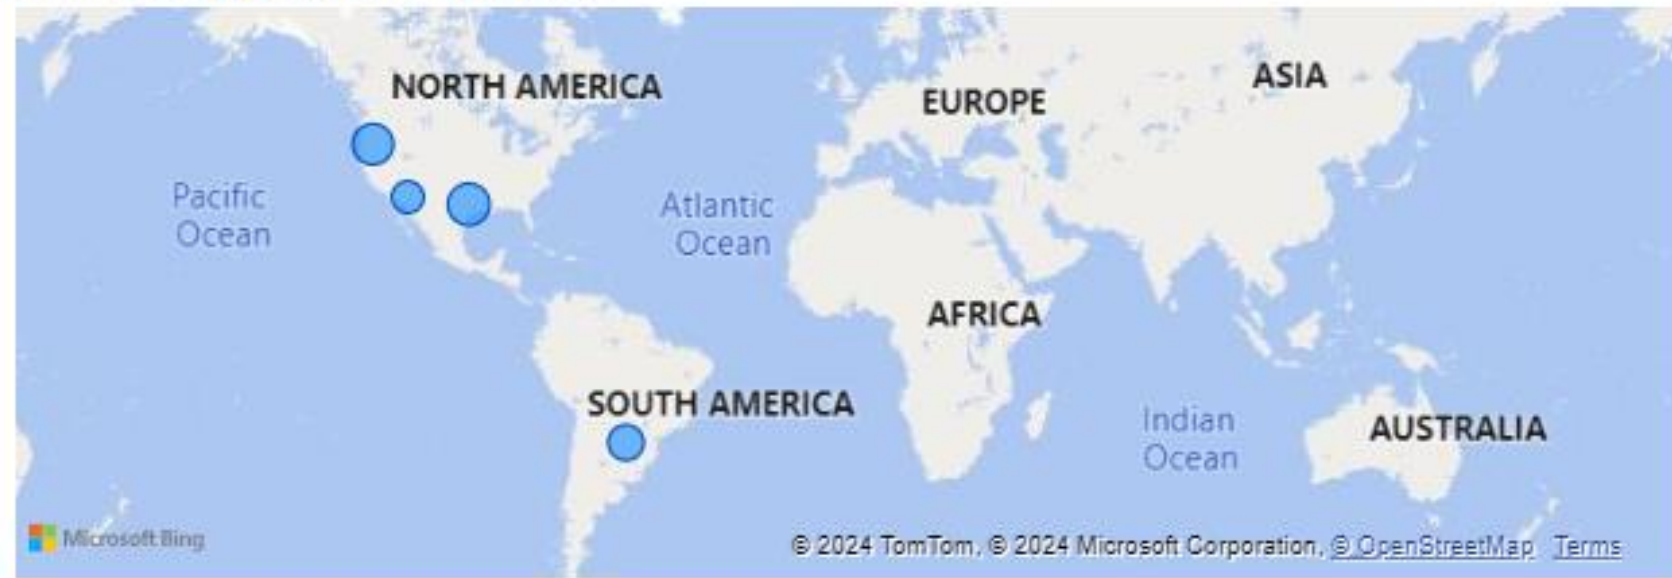 NORTH AMERICA
EUROPE
ASIA
Pacific
Ocean
Atlantic
Ocean
AFRICA
SOUTH AMERICA
Indian
Ocean
AUSTRALIA
Microsoft Bing
© 2024 TomTom, © 2024 Microsoft Corporation, © OpenStreetMap Terms